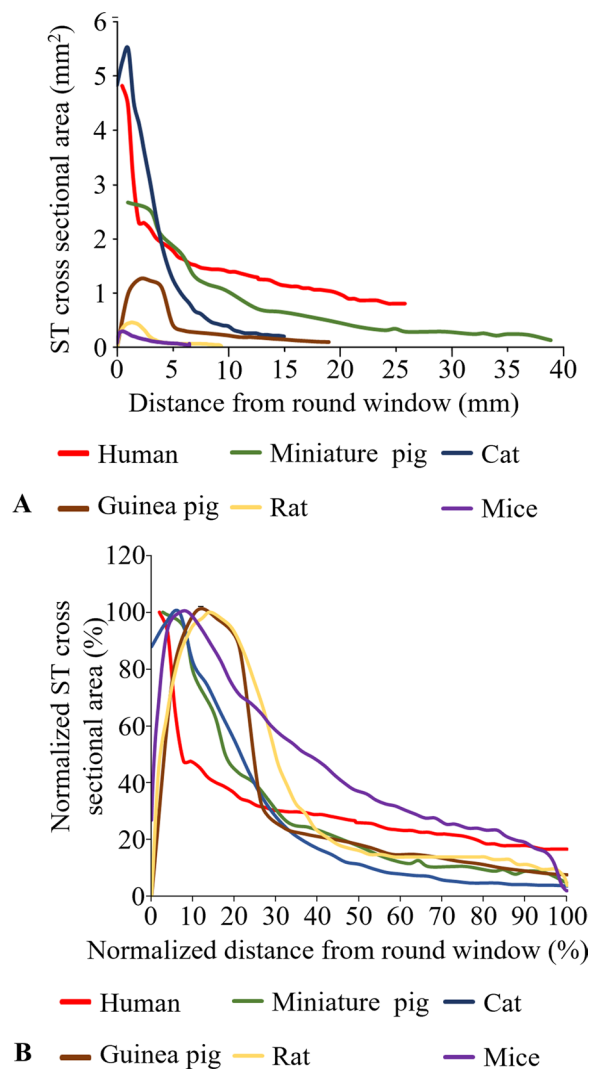 6
5
4
3
2
1
0
ST cross sectional area (mm²)
0 5 10 15 20 25 30 35 40
Distance from round window (mm)
Human Miniature pig Cat
A Guinea pig Rat Mice
120
100
80
60
40
20
0
Normalized ST cross
sectional area (%)
0 10 20 30 40 50 60 70 80 90 100
Normalized distance from round window (%)
Human Miniature pig Cat
B Guinea pig Rat Mice